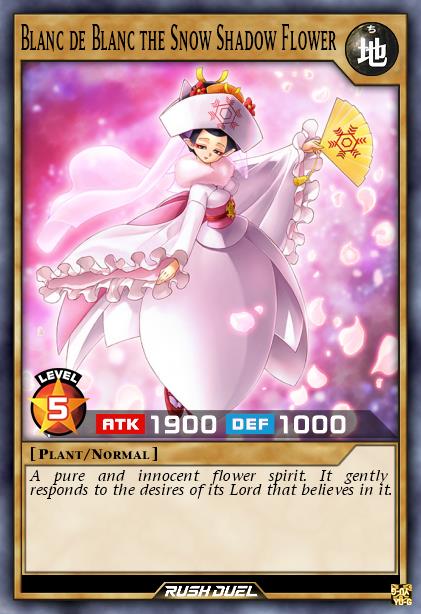 Blanc de Blanc the Snow Shadow Flower
ち
地
LEVEL
5
ATK 1900 DEF 1000
[Plant/Normal]
A pure and innocent flower spirit. It gently
responds to the desires of its Lord that believes in it.
RUSH DUEL